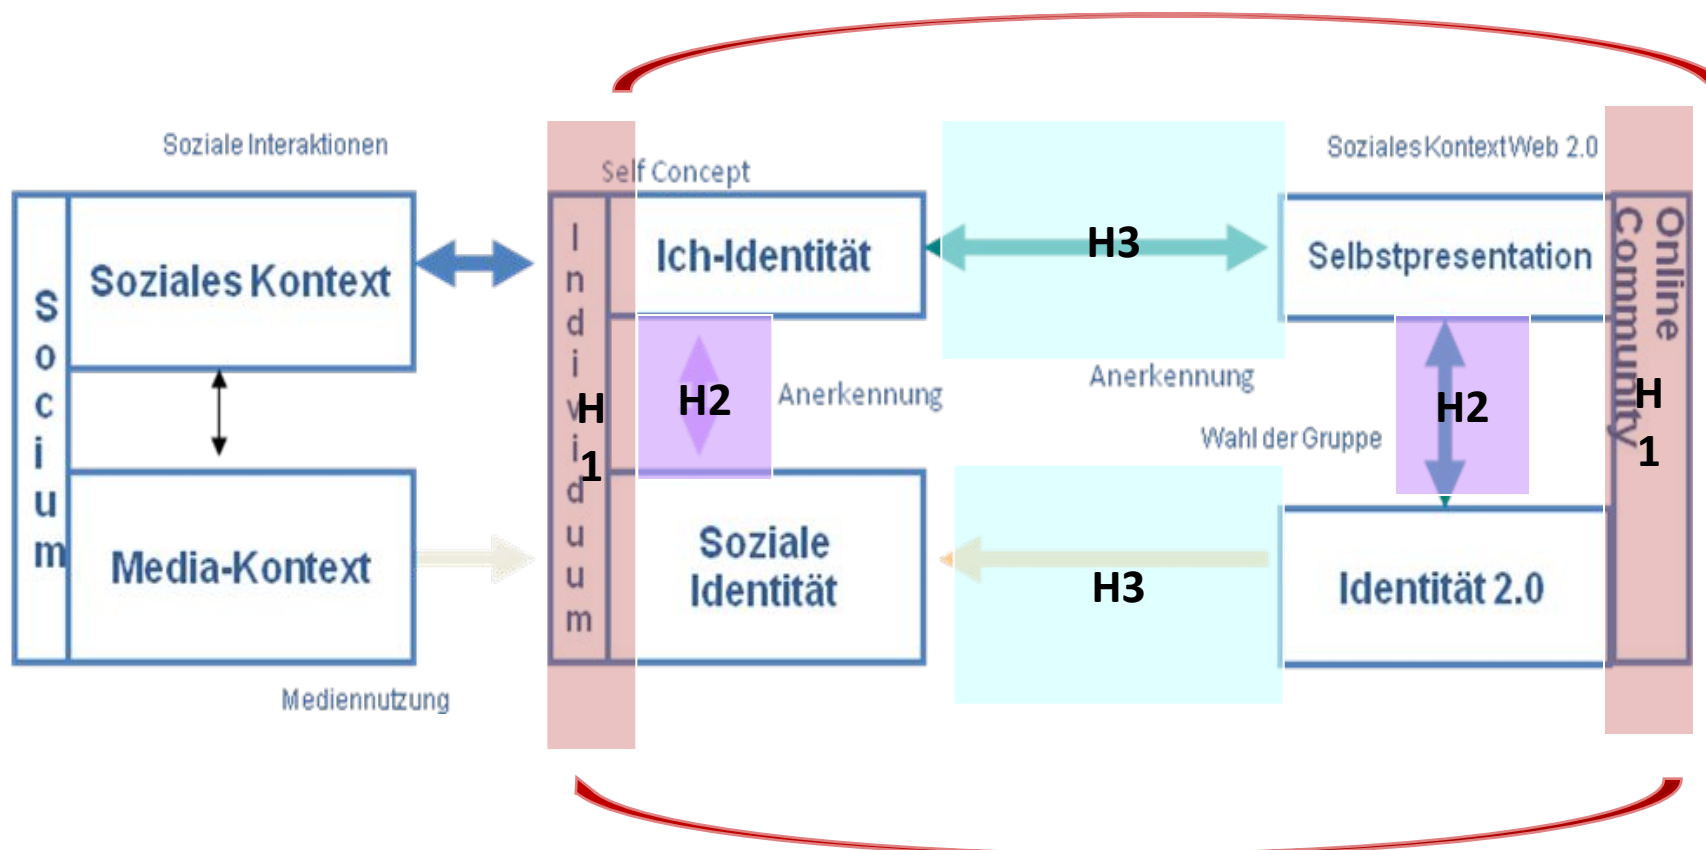 Soziale Interaktionen
Soziales Kontext Web 2.0
Self Concept
Socium
Soziales Kontext
Individuum
Ich-Identität
H3
Selbstpresentation
Online
Community
H2
Anerkennung
Anerkennung
H
1
H2
H
1
Wahl der Gruppe
Media-Kontext
Soziale
Identität
H3
Identität 2.0
Mediennutzung